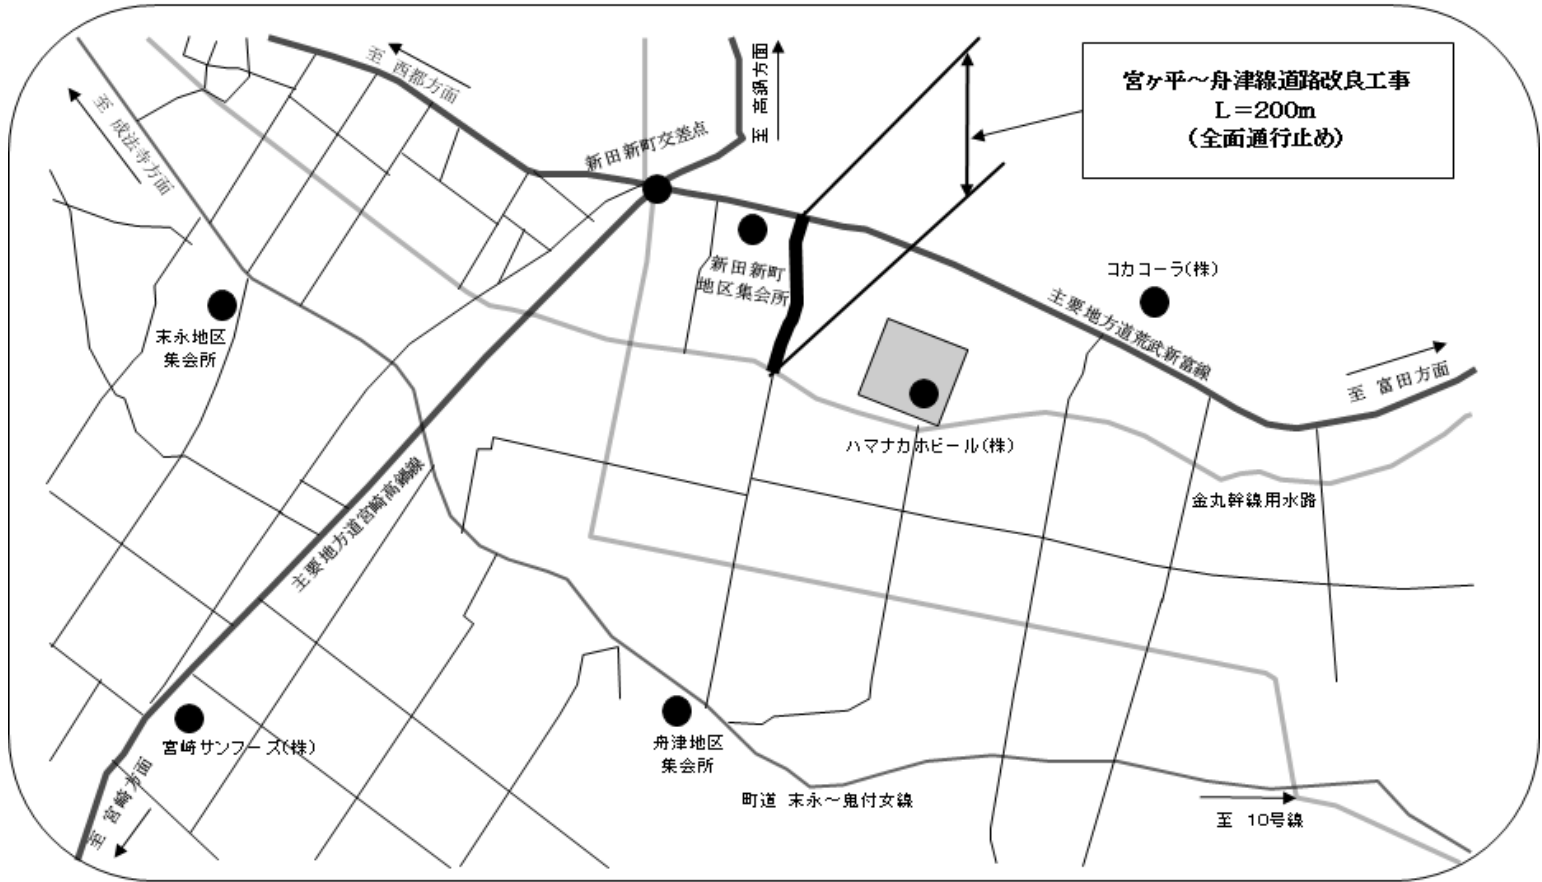 至 西都方面
至 高鍋方面
宮ヶ平～舟津線道路改良工事
L＝200m
(全面通行止め)
至 成法寺方面
新田新町交差点
新田新町
地区集会所
コカコーラ(株)
主要地方道荒武新富線
末永地区
集会所
至 富田方面
ハマナカホビール(株)
金丸幹線用水路
主要地方道宮崎高鍋線
宮崎サンフーズ(株)
舟津地区
集会所
至 宮崎方面
町道 末永～鬼付女線
至 10号線